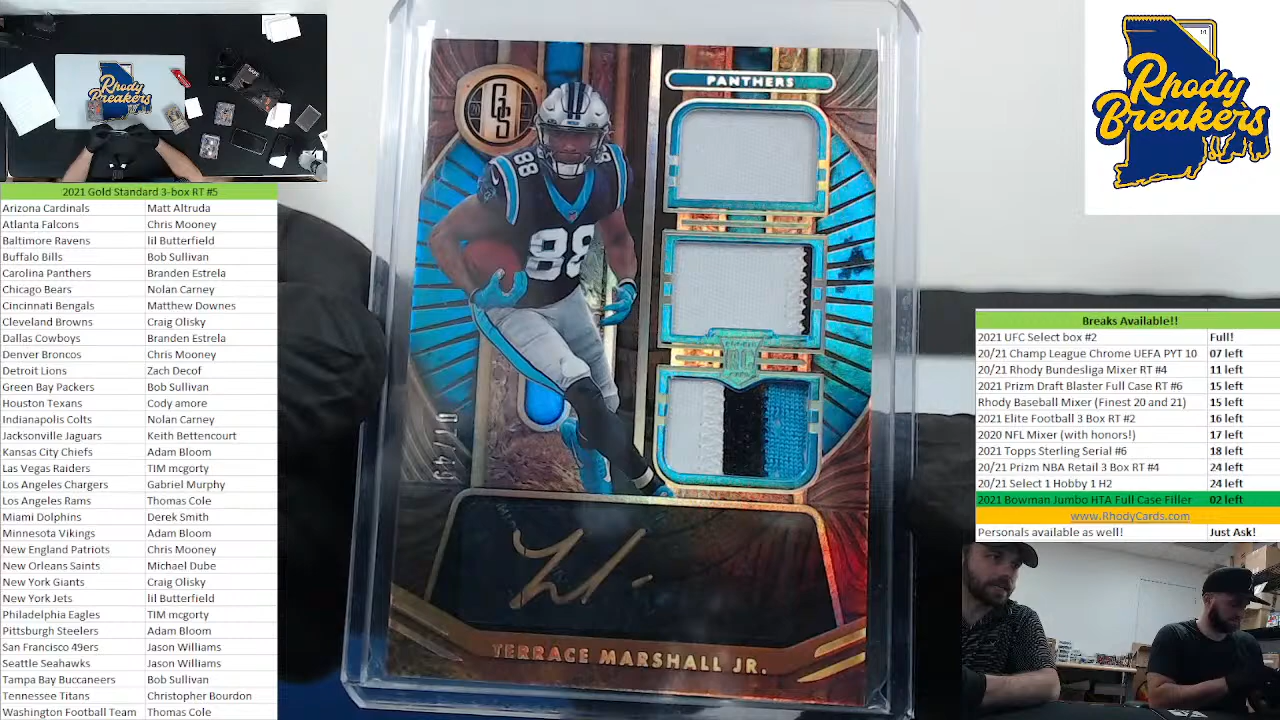 2021 Gold Standard 3-box RT #5
Arizona Cardinals Matt Altruda
Atlanta Falcons Chris Mooney
Baltimore Ravens lil Butterfield
Buffalo Bills Bob Sullivan
Carolina Panthers Branden Estrela
Chicago Bears Nolan Carney
Cincinnati Bengals Matthew Downes
Cleveland Browns Craig Olisky
Dallas Cowboys Branden Estrela
Denver Broncos Chris Mooney
Detroit Lions Zach Decof
Green Bay Packers Bob Sullivan
Houston Texans Cody amore
Indianapolis Colts Nolan Carney
Jacksonville Jaguars Keith Bettencourt
Kansas City Chiefs Adam Bloom
Las Vegas Raiders TIM mcgorty
Los Angeles Chargers Gabriel Murphy
Los Angeles Rams Thomas Cole
Miami Dolphins Derek Smith
Minnesota Vikings Adam Bloom
New England Patriots Chris Mooney
New Orleans Saints Michael Dube
New York Giants Craig Olisky
New York Jets lil Butterfield
Philadelphia Eagles TIM mcgorty
Pittsburgh Steelers Adam Bloom
San Francisco 49ers Jason Williams
Seattle Seahawks Jason Williams
Tampa Bay Buccaneers Bob Sullivan
Tennessee Titans Christopher Bourdon
Washington Football Team Thomas Cole
GS
PANTHERS
88
88
88
RC
TERRACE MARSHALL JR.
Rhody
Breakers
Rhody
Breakers
Breaks Available!!
2021 UFC Select box #2 Full!
20/21 Champ League Chrome UEFA PYT 10 07 left
20/21 Rhody Bundesliga Mixer RT #4 11 left
2021 Prizm Draft Blaster Full Case RT #6 15 left
Rhody Baseball Mixer (Finest 20 and 21) 15 left
2021 Elite Football 3 Box RT #2 16 left
2020 NFL Mixer (with honors!) 17 left
2021 Topps Sterling Serial #6 18 left
20/21 Prizm NBA Retail 3 Box RT #4 24 left
20/21 Select 1 Hobby 1 H2 24 left
2021 Bowman Jumbo HTA Full Case Filler 02 left
www.RhodyCards.com
Personals available as well! Just Ask!